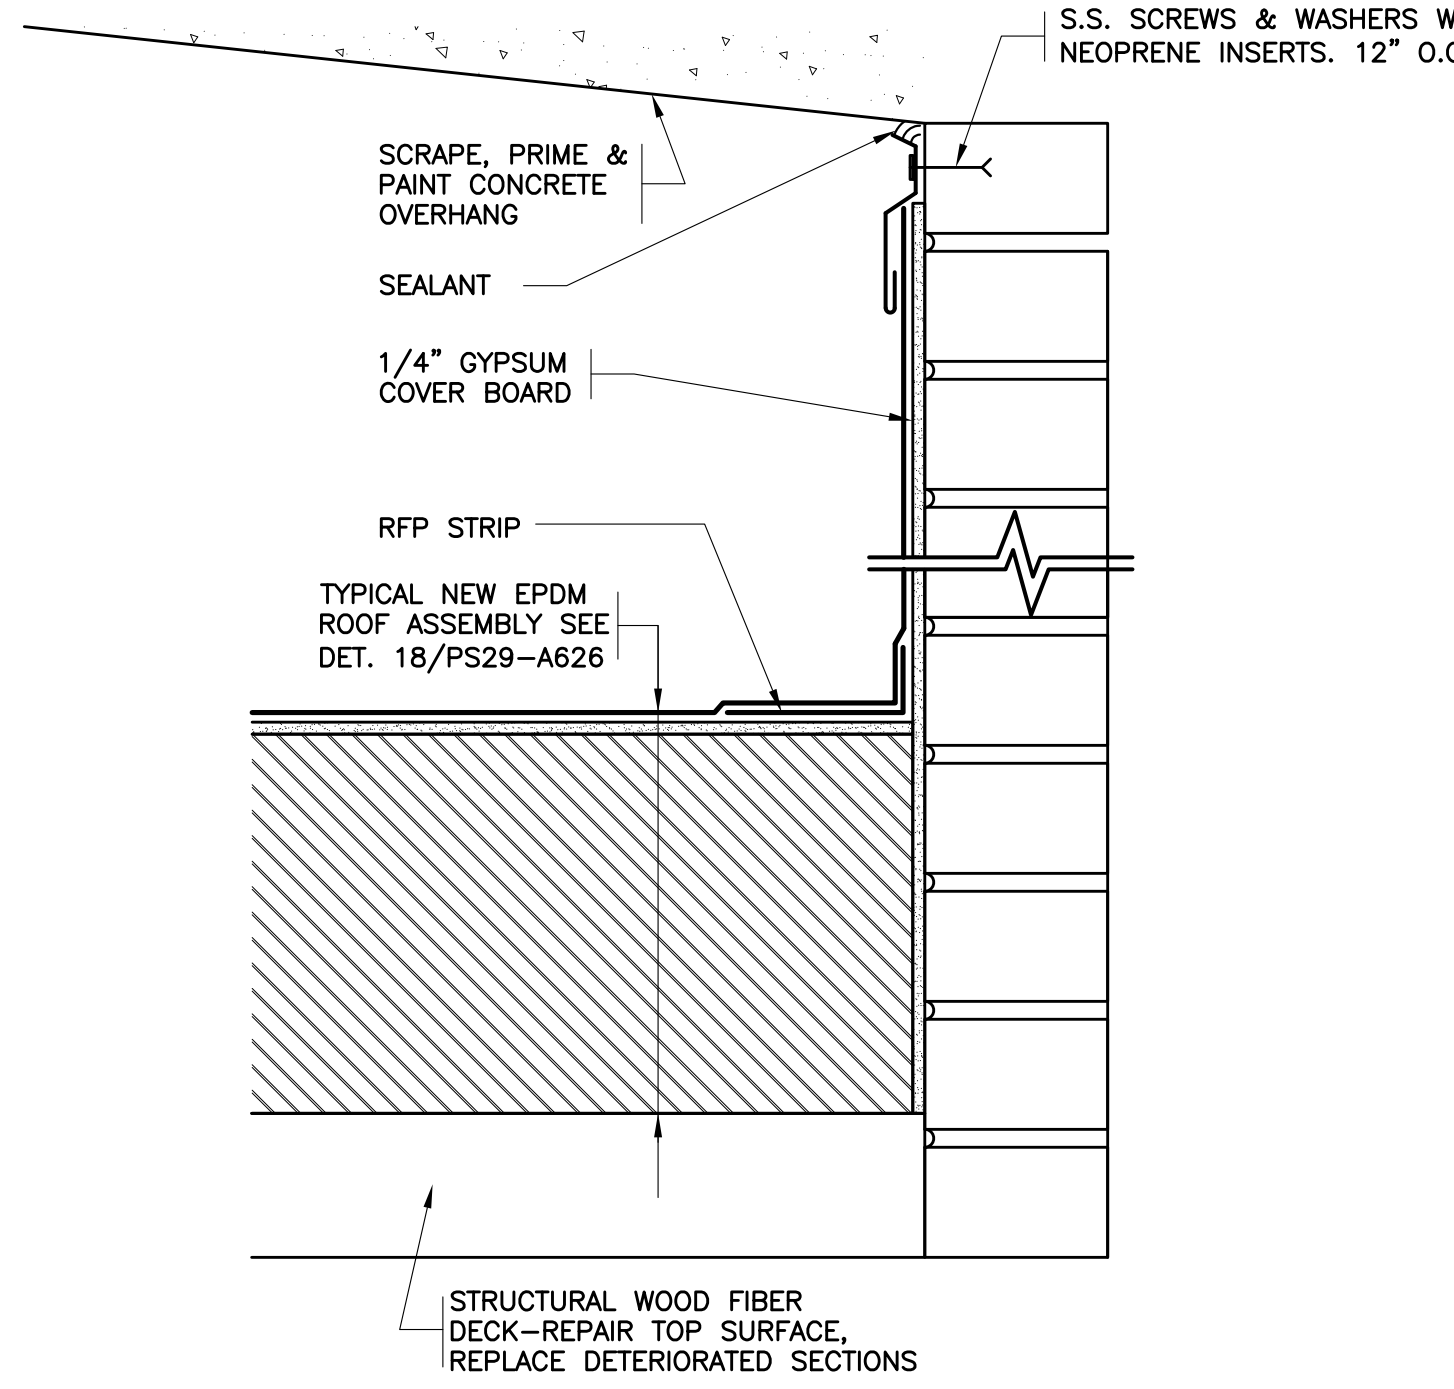 S.S. SCREWS & WASHERS
NEOPRENE INSERTS. 12”
SCRAPE, PRIME &
PAINT CONCRETE
OVERHANG
SEALANT
1/4” GYPSUM
COVER BOARD
RFP STRIP
TYPICAL NEW EPDM
ROOF ASSEMBLY SEE
DET. 18/PS29–A626
STRUCTURAL WOOD FIBER
DECK–REPAIR TOP SURFACE,
REPLACE DETERIORATED SECTIONS